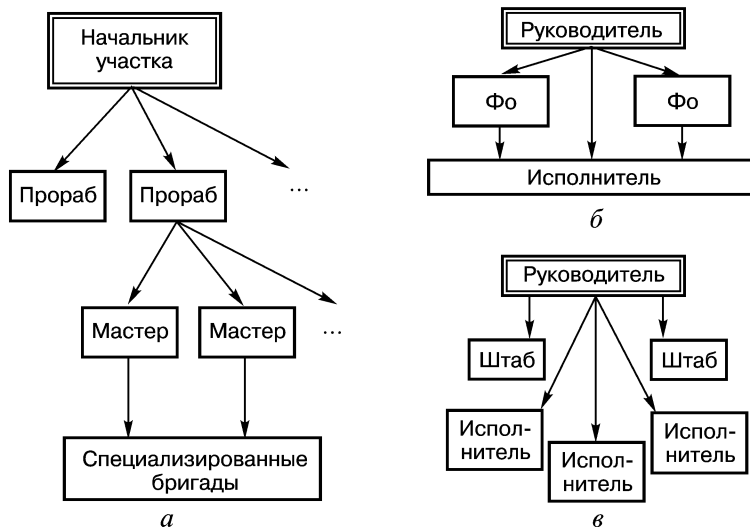 Начальник
участка
Прораб
Прораб
...
Мастер
Мастер
...
Специализированные
бригады
а
Руководитель
Фо
Фо
Исполнитель
б
Руководитель
Штаб
Штаб
Испол-
нитель
Испол-
нитель
Испол-
нитель
в